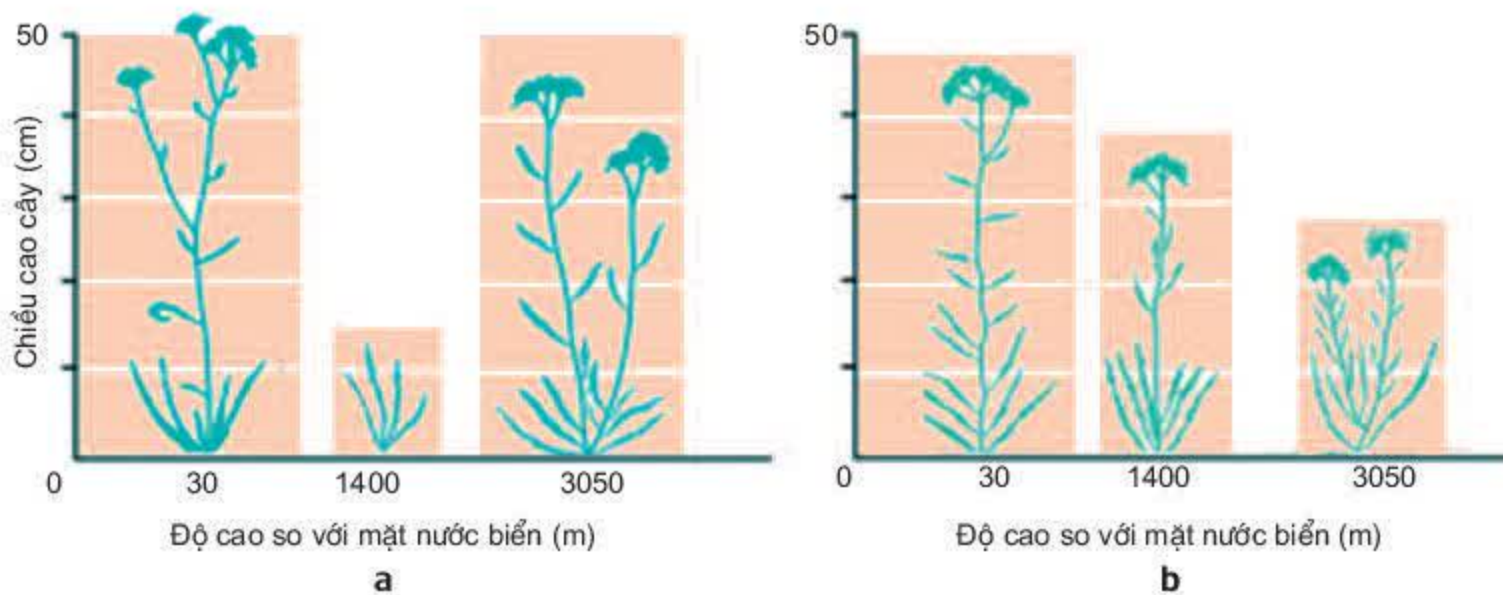 50
Chiều cao cây (cm)
0 30 1400 3050
Độ cao so với mặt nước biển (m)
a
50
0 30 1400 3050
Độ cao so với mặt nước biển (m)
b